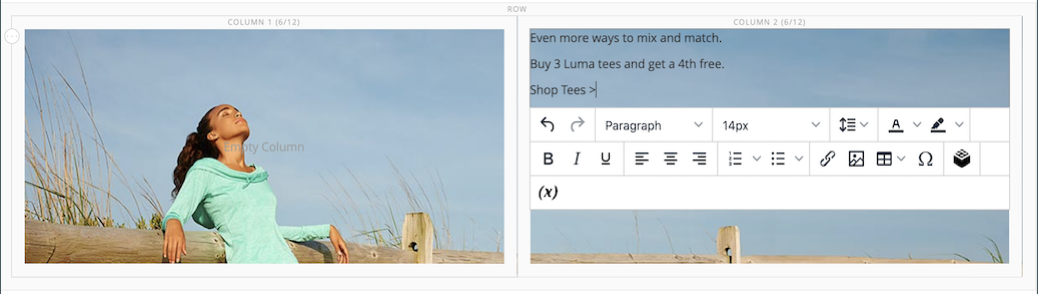 ROW
COLUMN 1 (6/12)
COLUMN 2 (6/12)
Empty Column
Even more ways to mix and match.
Buy 3 Luma tees and get a 4th free.
Shop Tees >
Paragraph
14px
A
B I U
Ω
(x)